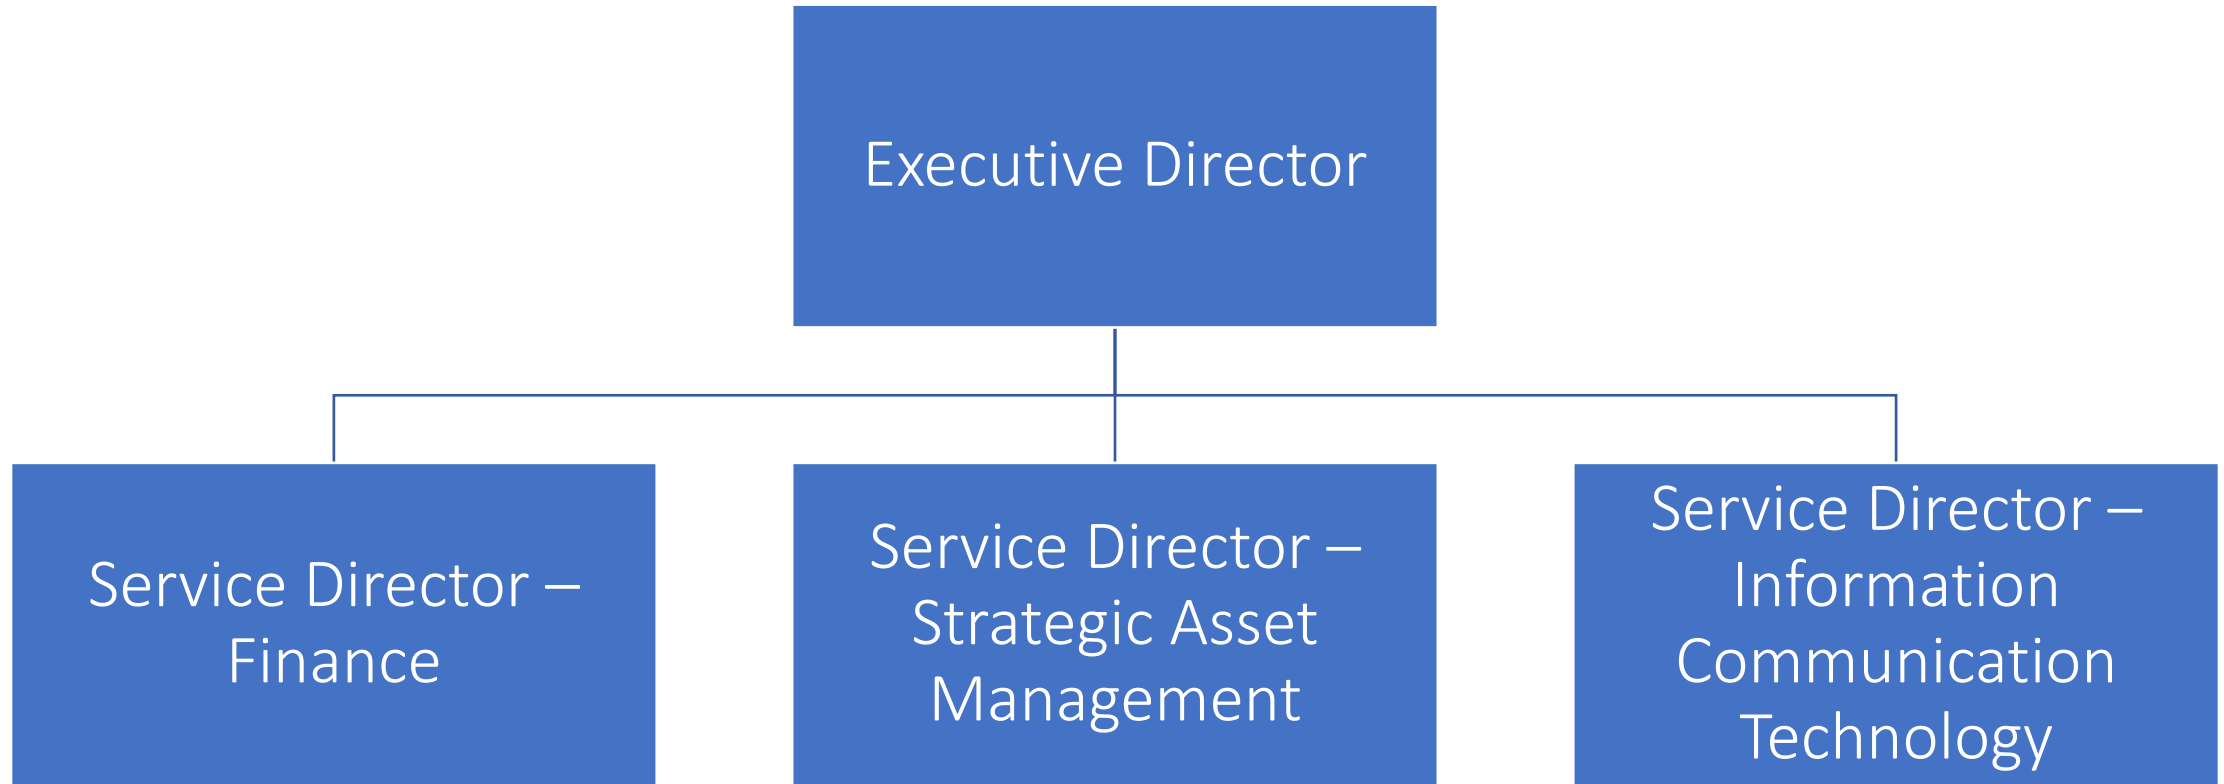 Executive Director
Service Director –
Finance
Service Director –
Strategic Asset
Management
Service Director –
Information
Communication
Technology